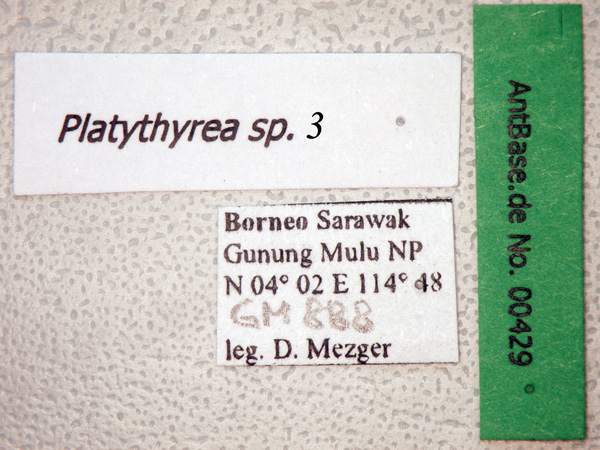 Platythyrea sp. 3
Borneo Sarawak
Gunung Mulu NP
N 04° 02 E 114° 48
GM 888
leg. D. Mezger
AntBase.de No. 00429